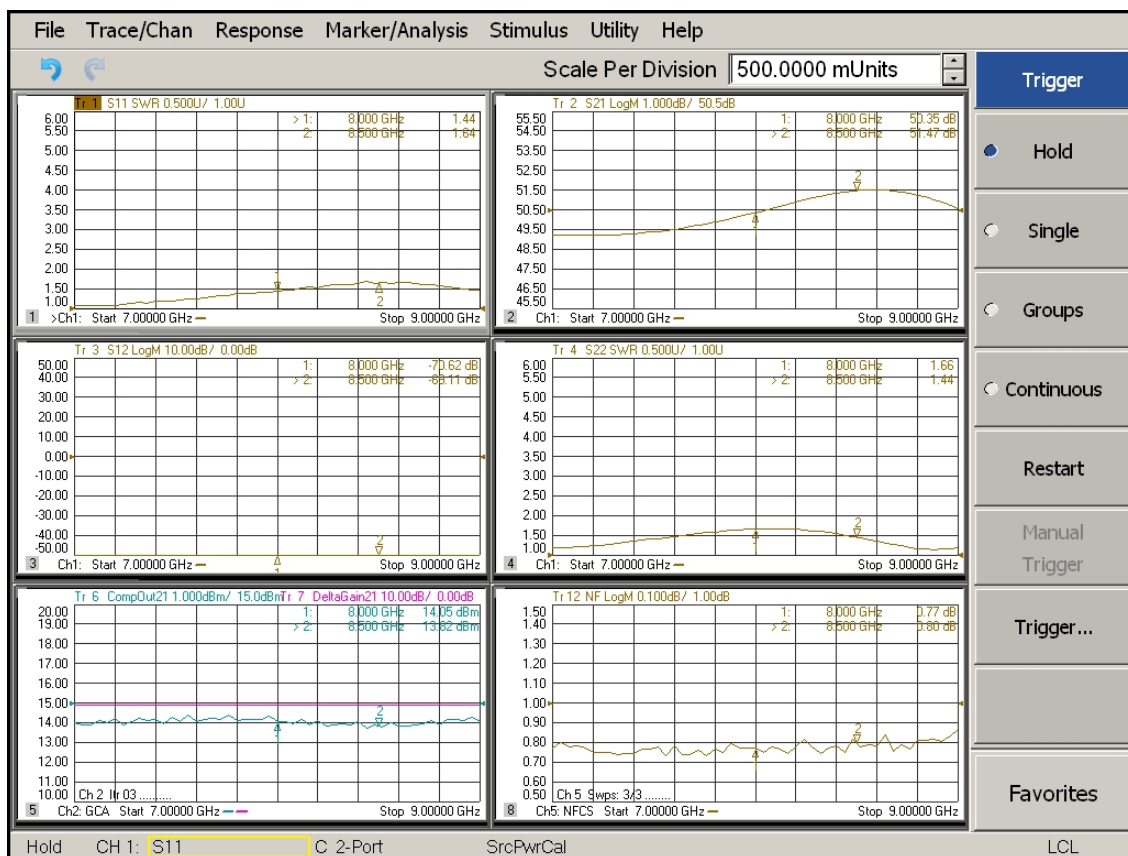 File Trace/Chan Response Marker/Analysis Stimulus Utility Help
Scale Per Division 500.0000 mUnits
Tr 1 S11 SWR 0.500U/ 1.00U
> 1: 8.000 GHz 1.44
2: 8.500 GHz 1.64
6.00
5.50
5.00
4.50
4.00
3.50
3.00
2.50
2.00
1.50
1.00
1
2
1 >Ch1: Start 7.00000 GHz Stop 9.00000 GHz
Tr 2 S21 LogM 1.000dB/ 50.5dB
1: 8.000 GHz 50.35 dB
> 2: 8.500 GHz 51.47 dB
55.50
54.50
53.50
52.50
51.50
50.50
49.50
48.50
47.50
46.50
45.50
2
1
2 Ch1: Start 7.00000 GHz Stop 9.00000 GHz
Tr 3 S12 LogM 10.00dB/ 0.00dB
1: 8.000 GHz -70.62 dB
> 2: 8.500 GHz
50.00
40.00
30.00
20.00
10.00
0.00
-10.00
-20.00
-30.00
-40.00
-50.00
2
1
3 Ch1: Start 7.00000 GHz Stop 9.00000 GHz
Tr 4 S22 SWR 0.500U/ 1.00U
1: 8.000 GHz 1.66
> 2: 8.500 GHz 1.44
6.00
5.50
5.00
4.50
4.00
3.50
3.00
2.50
2.00
1.50
1.00
2
1
4 Ch1: Start 7.00000 GHz Stop 9.00000 GHz
Tr 6 CompOut21 1.000dBm/ 15.0dBm Tr 7 DeltaGain21 10.00dB/ 0.00dB
1: 8.000 GHz 14.05 dBm
> 2: 8.500 GHz 13.82 dBm
20.00
19.00
18.00
17.00
16.00
15.00
14.00
13.00
12.00
11.00
10.00
2
1
Ch 2 Itr 03 .........
5 Ch2: GCA Start 7.00000 GHz Stop 9.00000 GHz
Tr 12 NF LogM 0.100dB/ 1.00dB
1: 8.000 GHz 0.77 dB
> 2: 8.500 GHz 0.80 dB
1.50
1.40
1.30
1.20
1.10
1.00
0.90
0.80
0.70
0.60
0.50
2
1
Ch 5 Swps: 3/3 .......
8 Ch5: NFCS Start 7.00000 GHz Stop 9.00000 GHz
Trigger
Hold
Single
Groups
Continuous
Restart
Manual
Trigger
Trigger...
Favorites
Hold CH 1: S11 C 2-Port SrcPwrCal LCL